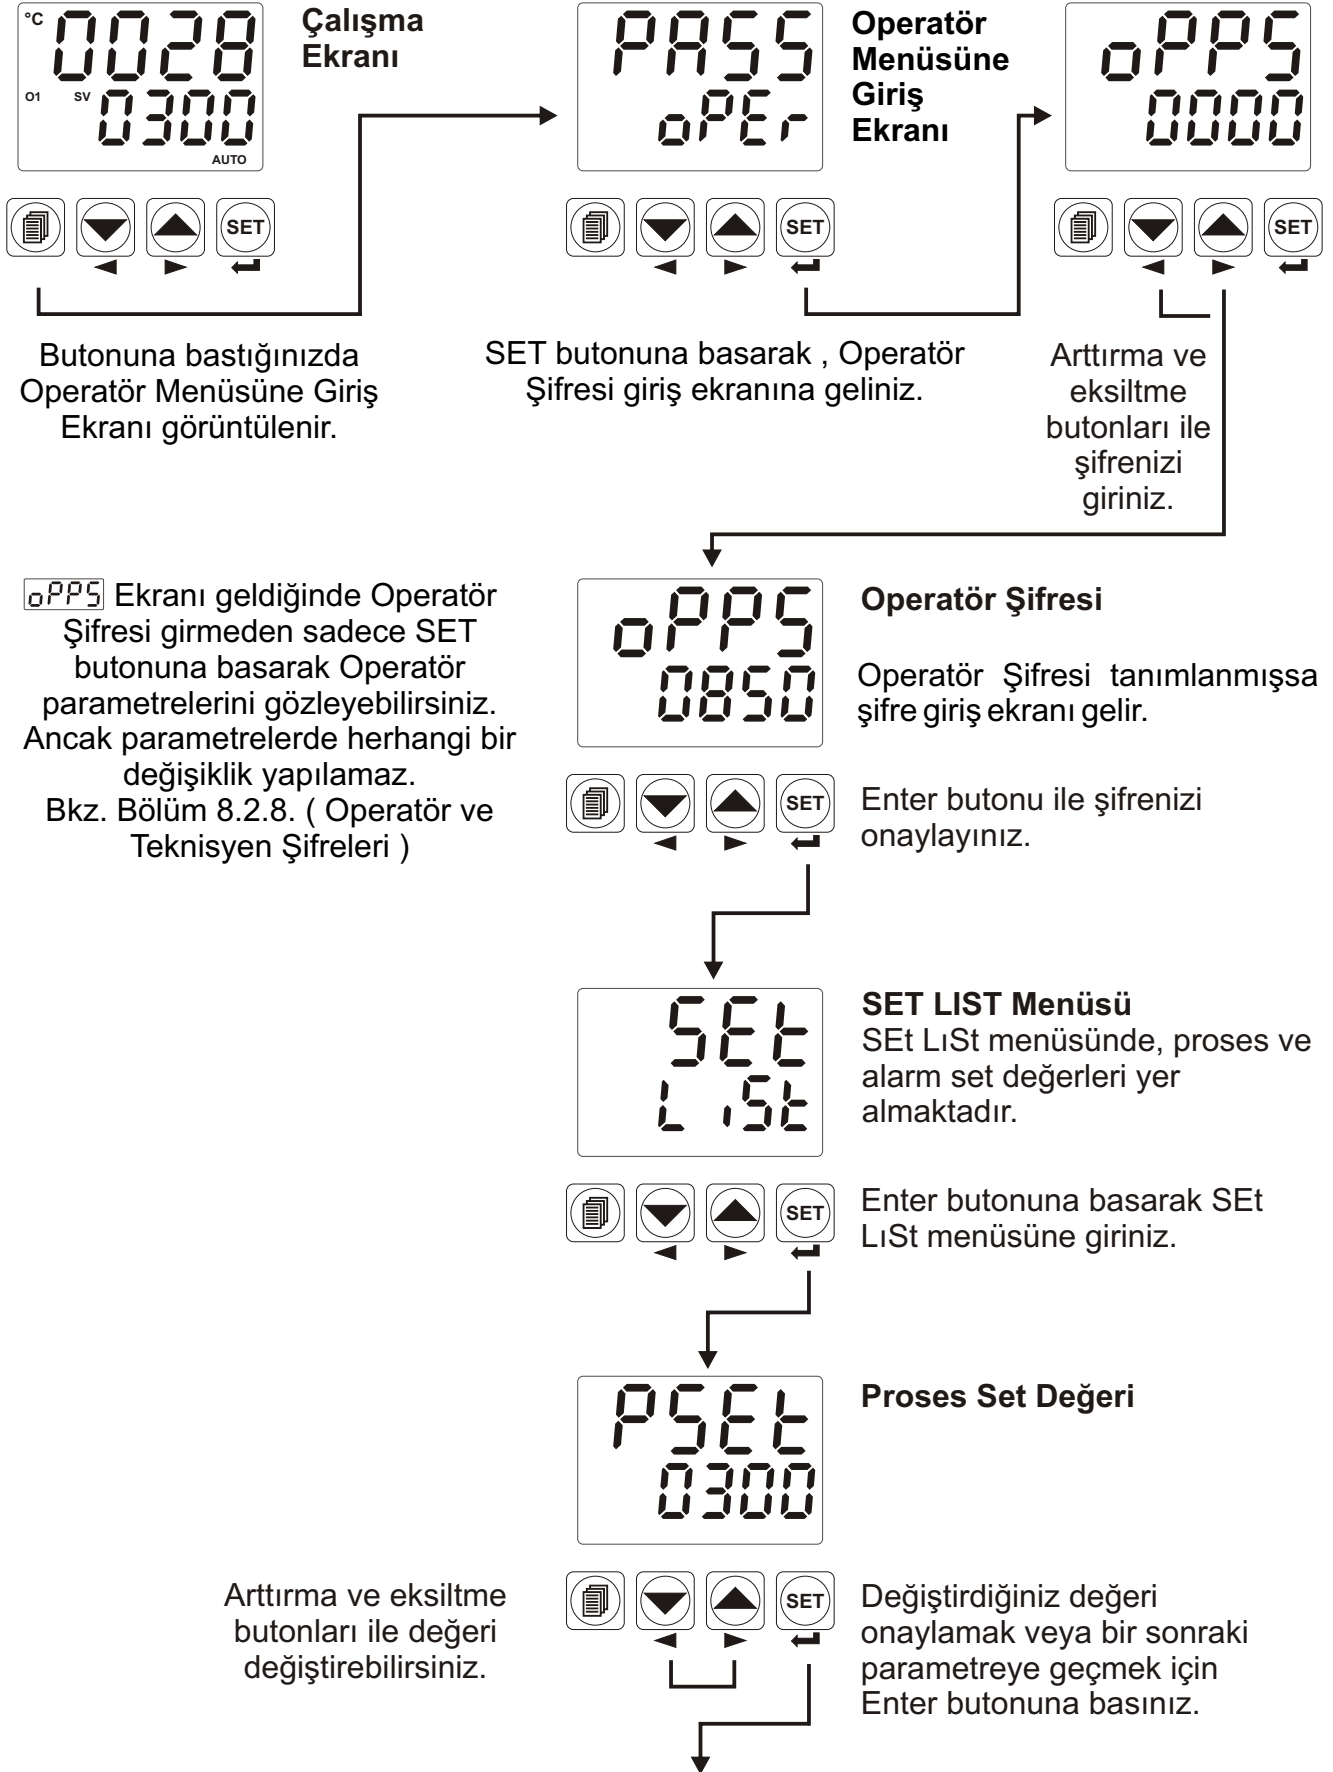 °C 0028
O1 SV 0300
AUTO
Çalışma
Ekranı
SET
Butonuna bastığınızda
Operatör Menüsüne Giriş
Ekranı görüntülenir.
PASS
oPEr
Operatör
Menüsüne
Giriş
Ekranı
SET
SET butonuna basarak , Operatör
Şifresi giriş ekranına geliniz.
oPPS
0000
SET
Arttırma ve
eksiltme
butonları ile
şifrenizi
giriniz.
oPPS Ekranı geldiğinde Operatör
Şifresi girmeden sadece SET
butonuna basarak Operatör
parametrelerini gözleyebilirsiniz.
Ancak parametrelerde herhangi bir
değişiklik yapılamaz.
Bkz. Bölüm 8.2.8. ( Operatör ve
Teknisyen Şifreleri )
oPPS
0850
SET
Operatör Şifresi
Operatör Şifresi tanımlanmışsa
şifre giriş ekranı gelir.
Enter butonu ile şifrenizi
onaylayınız.
SEt
LıSt
SET
SET LIST Menüsü
SEt LıSt menüsünde, proses ve
alarm set değerleri yer
almaktadır.
Enter butonuna basarak SEt
LıSt menüsüne giriniz.
PSEt
0300
SET
Proses Set Değeri
Arttırma ve eksiltme
butonları ile değeri
değiştirebilirsiniz.
Değiştirdiğiniz değeri
onaylamak veya bir sonraki
parametreye geçmek için
Enter butonuna basınız.